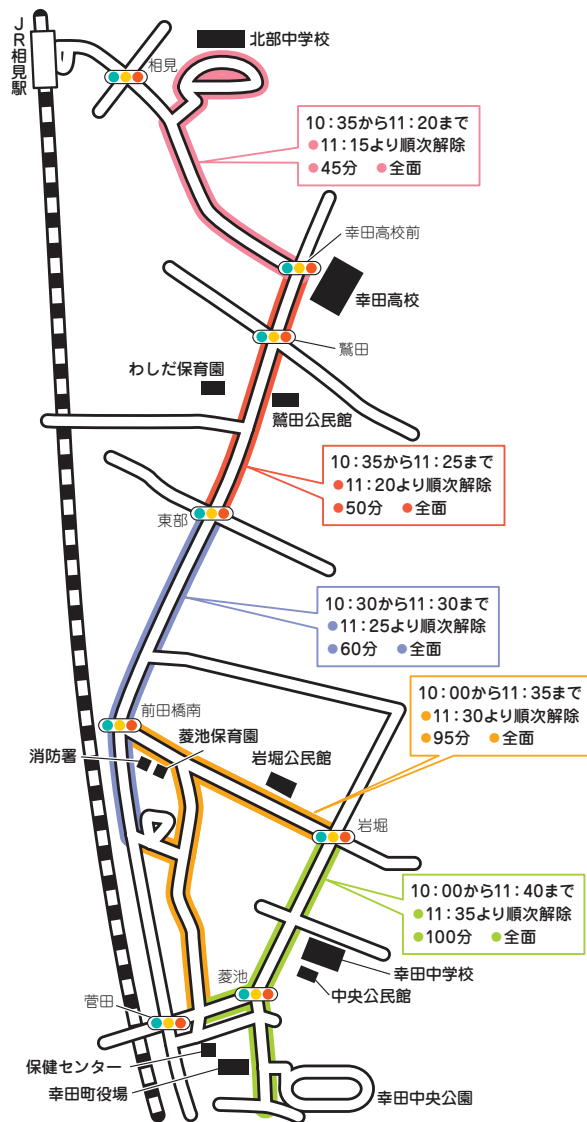 JR相見駅
相見
北部中学校
10：35から11：20まで
●11：15より順次解除
●45分 ●全面
幸田高校前
幸田高校
鷲田
わしだ保育園
鷲田公民館
10：35から11：25まで
●11：20より順次解除
●50分 ●全面
東部
10：30から11：30まで
●11：25より順次解除
●60分 ●全面
10：00から11：35まで
●11：30より順次解除
●95分 ●全面
前田橋南
菱池保育園
消防署
岩堀公民館
岩堀
10：00から11：40まで
●11：35より順次解除
●100分 ●全面
幸田中学校
中央公民館
菱池
菅田
保健センター
幸田町役場
幸田中央公園